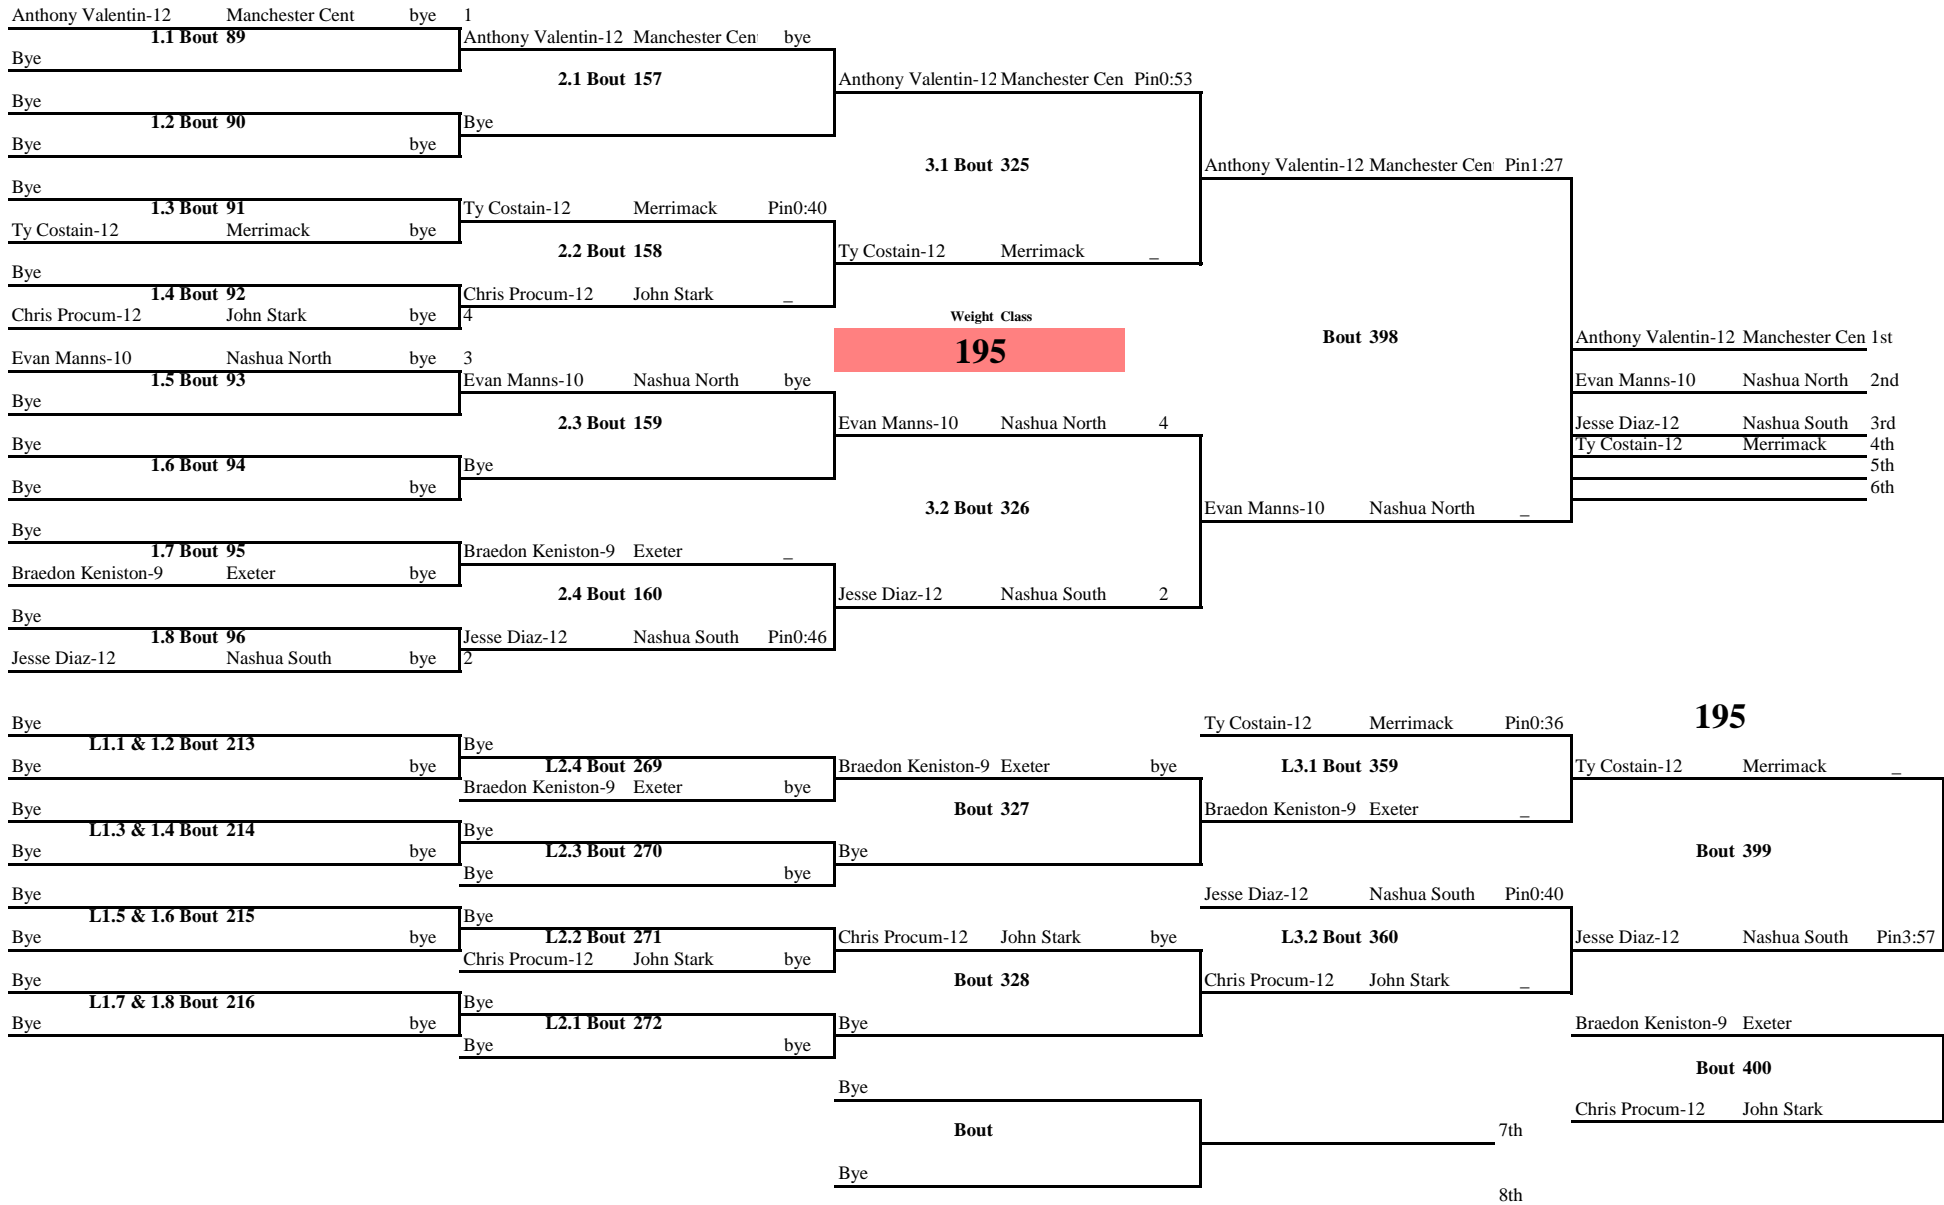 Anthony Valentin-12 Manchester Cent bye 1
1.1 Bout 89 Anthony Valentin-12 Manchester Cen bye
Bye
2.1 Bout 157 Anthony Valentin-12 Manchester Cen Pin0:53
Bye
1.2 Bout 90 Bye
Bye bye
3.1 Bout 325 Anthony Valentin-12 Manchester Cen Pin1:27
Bye
1.3 Bout 91 Ty Costain-12 Merrimack Pin0:40
Ty Costain-12 Merrimack bye
2.2 Bout 158 Ty Costain-12 Merrimack _
Bye
1.4 Bout 92 Chris Procum-12 John Stark _
Chris Procum-12 John Stark bye 4 Weight Class
195 Bout 398 Anthony Valentin-12 Manchester Cen 1st
Evan Manns-10 Nashua North bye 3
1.5 Bout 93 Evan Manns-10 Nashua North bye Evan Manns-10 Nashua North 2nd
Bye
2.3 Bout 159 Evan Manns-10 Nashua North 4 Jesse Diaz-12 Nashua South 3rd
Bye Ty Costain-12 Merrimack 4th
1.6 Bout 94 Bye 5th
Bye bye 6th
3.2 Bout 326 Evan Manns-10 Nashua North _
Bye
1.7 Bout 95 Braedon Keniston-9 Exeter _
Braedon Keniston-9 Exeter bye
2.4 Bout 160 Jesse Diaz-12 Nashua South 2
Bye
1.8 Bout 96 Jesse Diaz-12 Nashua South Pin0:46
Jesse Diaz-12 Nashua South bye 2
Bye Ty Costain-12 Merrimack Pin0:36 195
L1.1 & 1.2 Bout 213 Bye
Bye bye L2.4 Bout 269 Braedon Keniston-9 Exeter bye L3.1 Bout 359 Ty Costain-12 Merrimack _
Braedon Keniston-9 Exeter bye
Bye Bout 327 Braedon Keniston-9 Exeter _
L1.3 & 1.4 Bout 214 Bye
Bye bye L2.3 Bout 270 Bye Bout 399
Bye bye
Bye Jesse Diaz-12 Nashua South Pin0:40
L1.5 & 1.6 Bout 215 Bye
Bye bye L2.2 Bout 271 Chris Procum-12 John Stark bye L3.2 Bout 360 Jesse Diaz-12 Nashua South Pin3:57
Chris Procum-12 John Stark bye
Bye Bout 328 Chris Procum-12 John Stark _
L1.7 & 1.8 Bout 216 Bye
Bye bye L2.1 Bout 272 Bye Braedon Keniston-9 Exeter
Bye bye
Bout 400
Bye
Chris Procum-12 John Stark
Bout 7th
Bye
8th